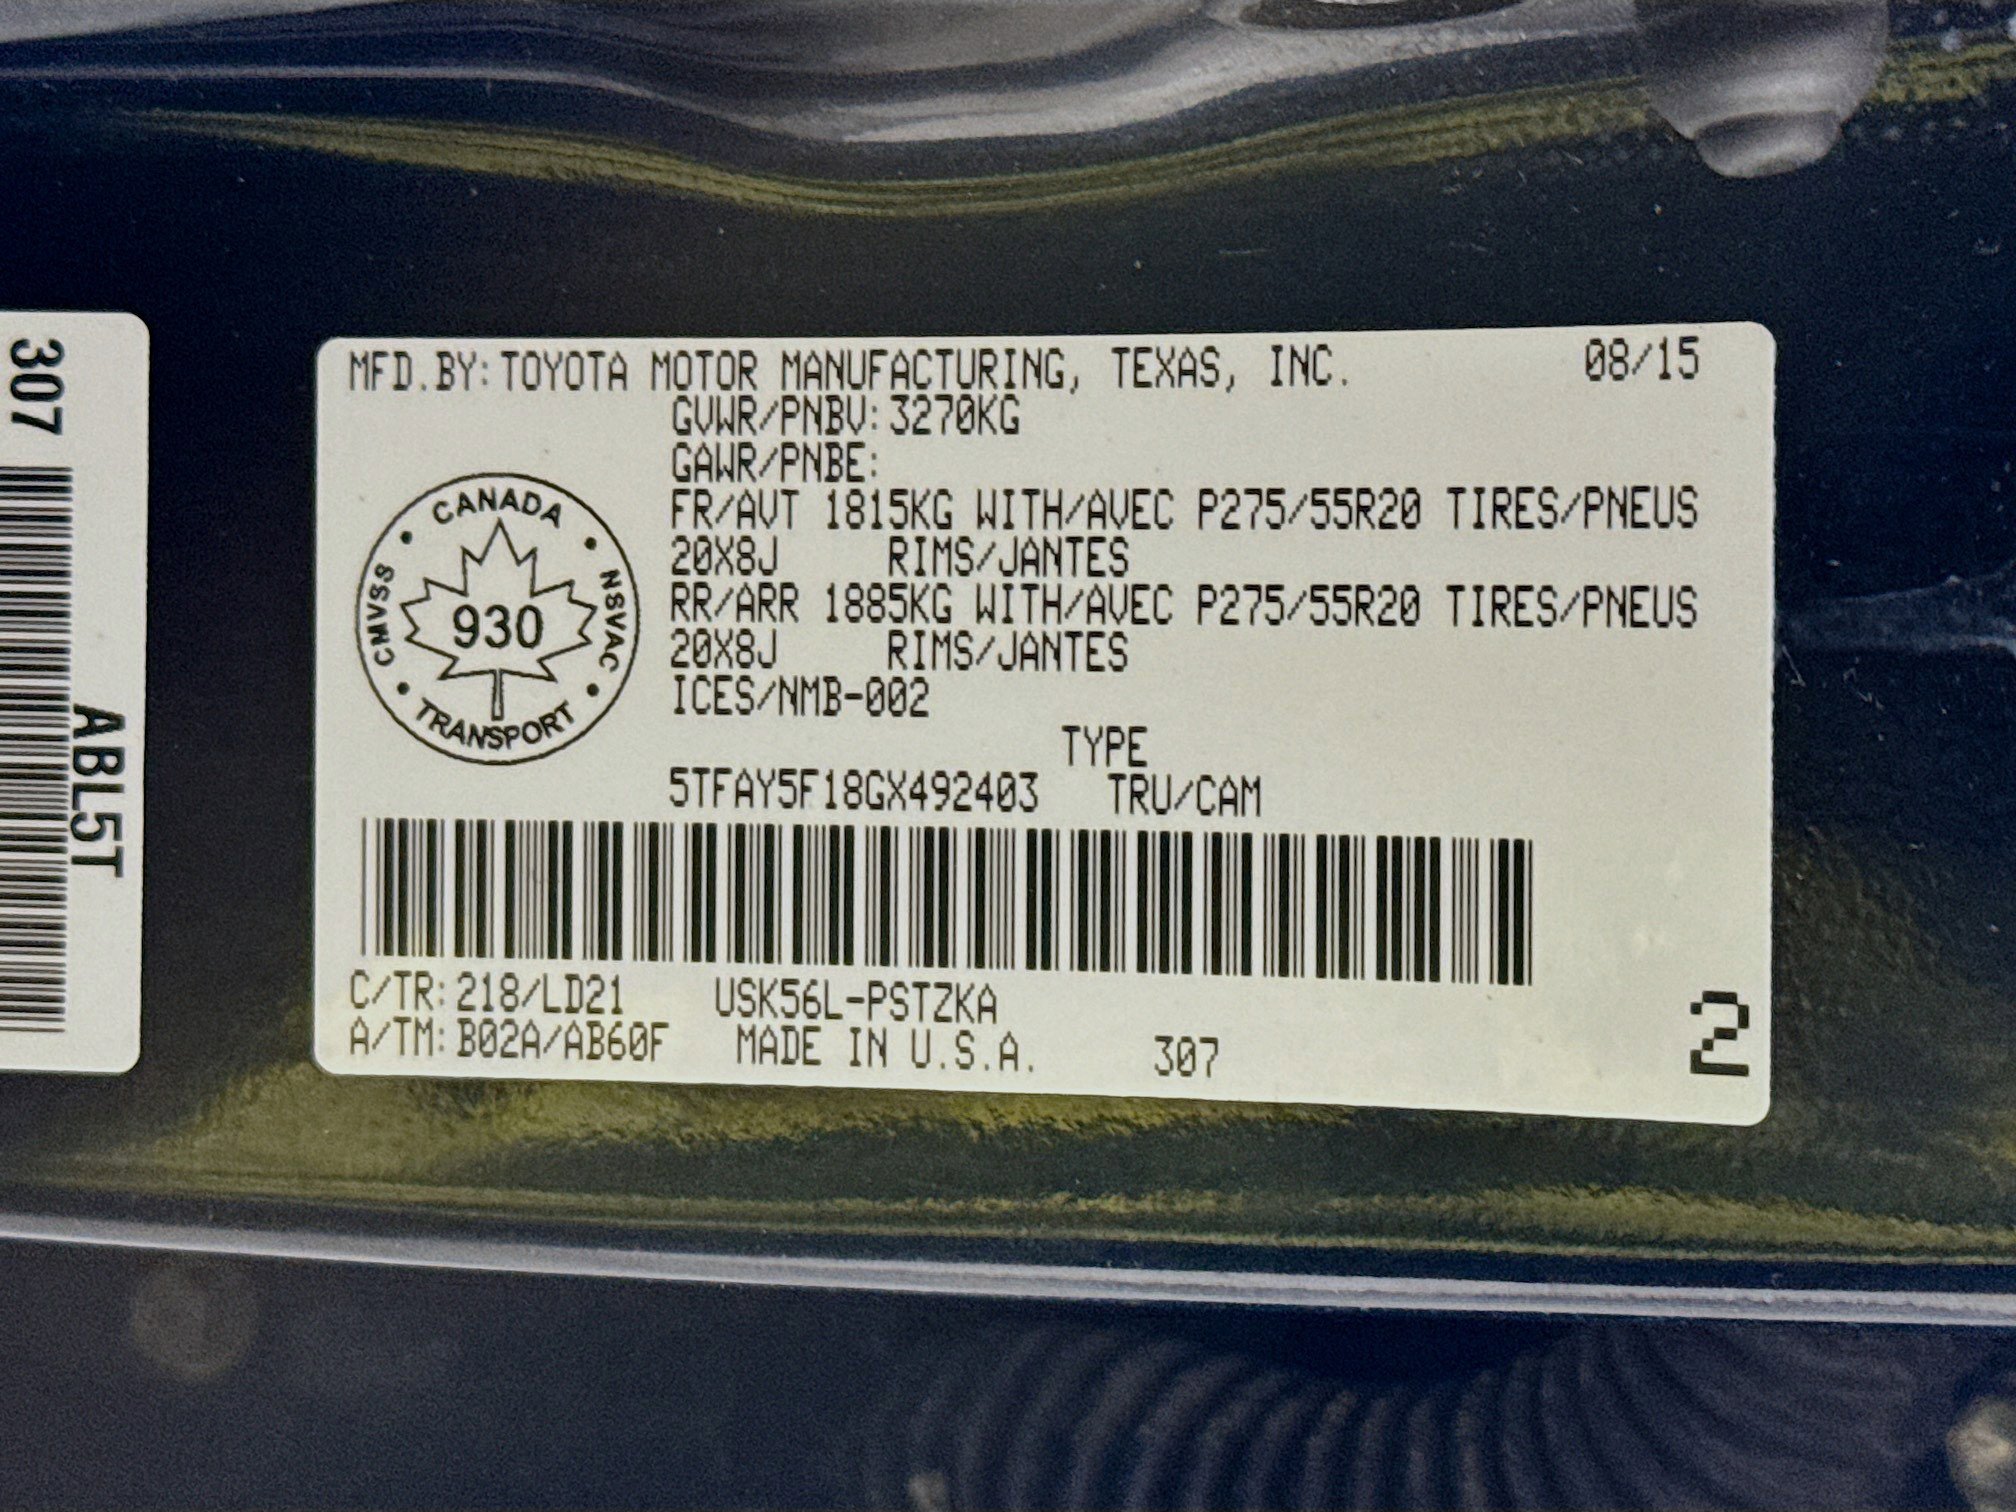 307
ABL5T
MFD.BY: TOYOTA MOTOR MANUFACTURING, TEXAS, INC. 08/15
GVWR/PNBV: 3270KG
GAWR/PNBE:
FR/AVT 1815KG WITH/AVEC P275/55R20 TIRES/PNEUS
20X8J RIMS/JANTES
RR/ARR 1885KG WITH/AVEC P275/55R20 TIRES/PNEUS
20X8J RIMS/JANTES
ICES/NMB-002
CANADA
CMVSS
930
NSVAC
TRANSPORT
TYPE
5TFAY5F18GX492403 TRU/CAM
C/TR: 218/LD21 USK56L-PSTZKA
A/TM: B02A/AB60F MADE IN U.S.A. 307
2